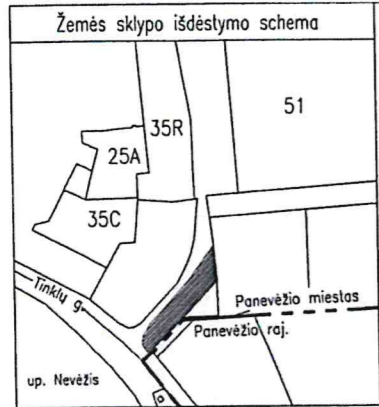 Žemės sklypo išdėstymo schema
51
35R
25A
35C
Tinklų g.
Panevėžio miestas
Panevėžio raj.
up. Nevėžis